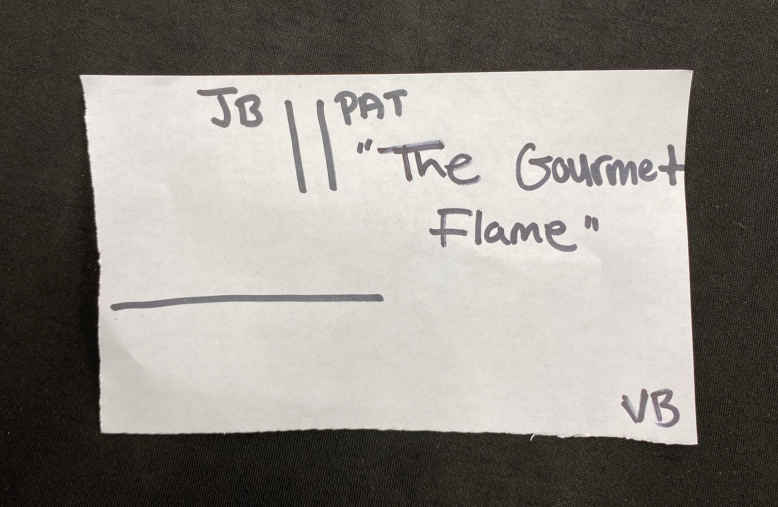 JB || PAT
"The Gourmet
Flame"
VB